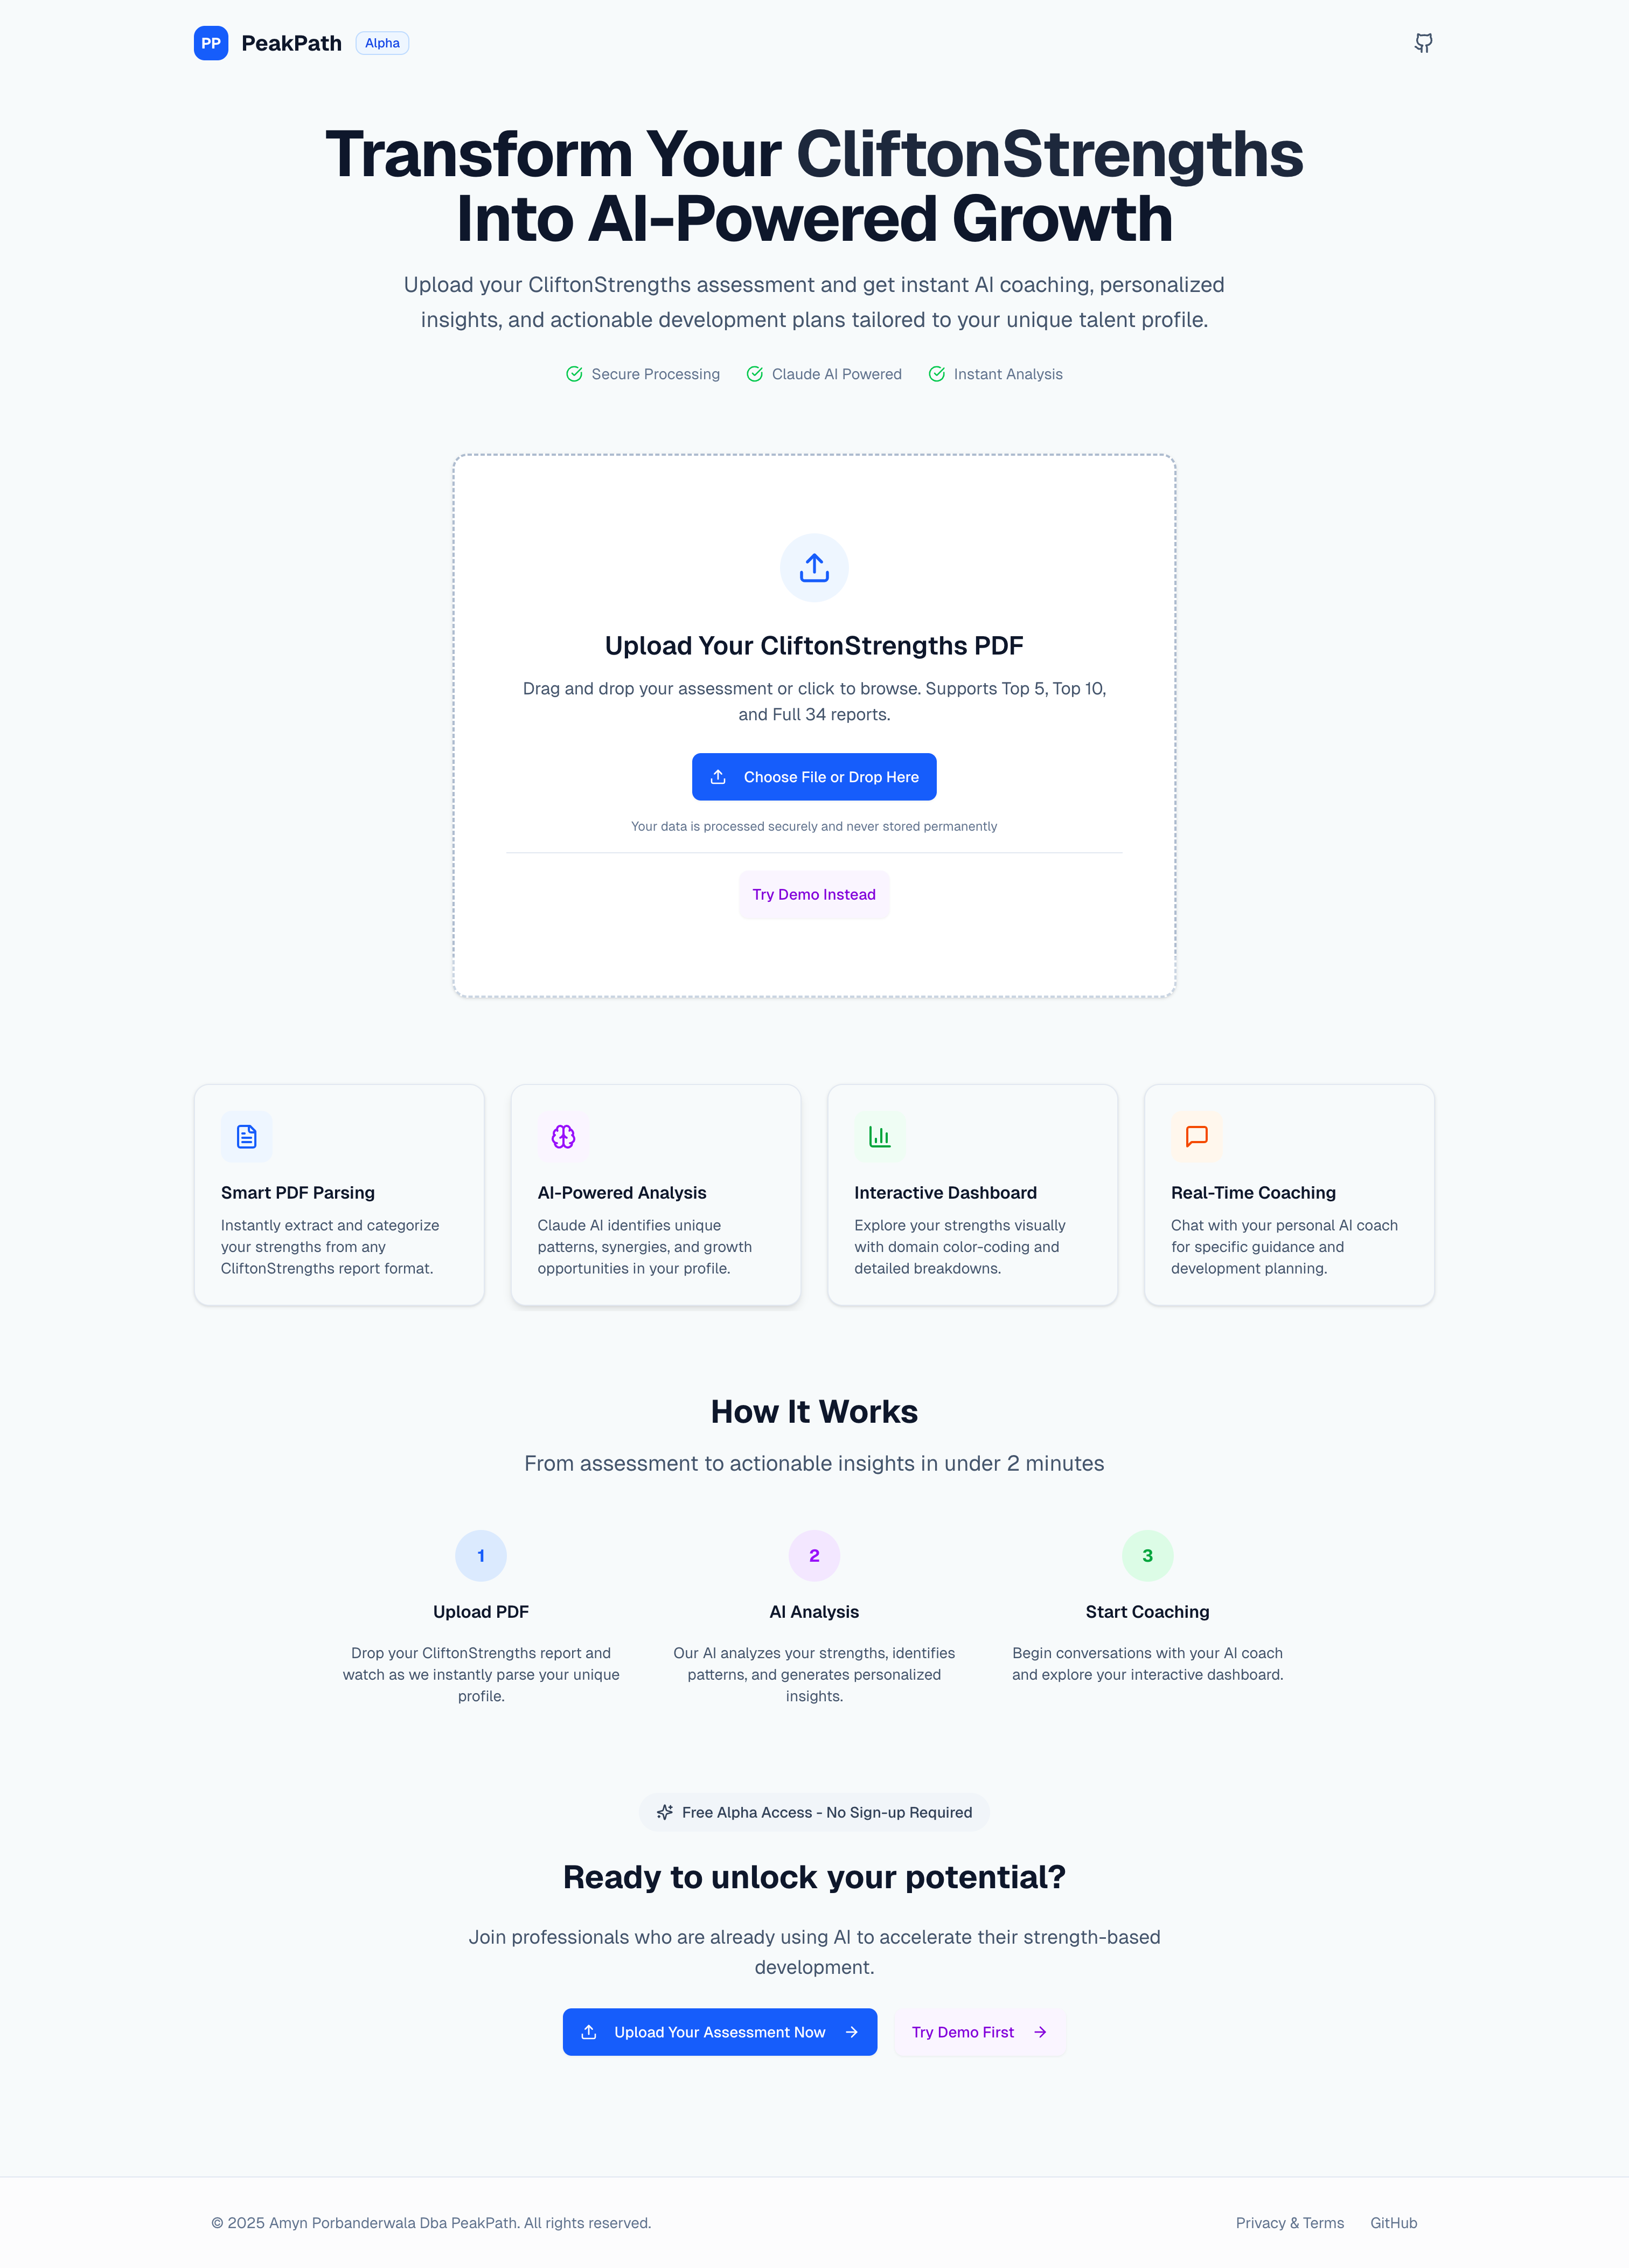 PP PeakPath Alpha
Transform Your CliftonStrengths
Into AI-Powered Growth
Upload your CliftonStrengths assessment and get instant AI coaching, personalized
insights, and actionable development plans tailored to your unique talent profile.
Secure Processing Claude AI Powered Instant Analysis
Upload Your CliftonStrengths PDF
Drag and drop your assessment or click to browse. Supports Top 5, Top 10,
and Full 34 reports.
Choose File or Drop Here
Your data is processed securely and never stored permanently
Try Demo Instead
Smart PDF Parsing
Instantly extract and categorize
your strengths from any
CliftonStrengths report format.
AI-Powered Analysis
Claude AI identifies unique
patterns, synergies, and growth
opportunities in your profile.
Interactive Dashboard
Explore your strengths visually
with domain color-coding and
detailed breakdowns.
Real-Time Coaching
Chat with your personal AI coach
for specific guidance and
development planning.
How It Works
From assessment to actionable insights in under 2 minutes
1
Upload PDF
Drop your CliftonStrengths report and
watch as we instantly parse your unique
profile.
2
AI Analysis
Our AI analyzes your strengths, identifies
patterns, and generates personalized
insights.
3
Start Coaching
Begin conversations with your AI coach
and explore your interactive dashboard.
Free Alpha Access - No Sign-up Required
Ready to unlock your potential?
Join professionals who are already using AI to accelerate their strength-based
development.
Upload Your Assessment Now Try Demo First
© 2025 Amyn Porbanderwala Dba PeakPath. All rights reserved. Privacy & Terms GitHub